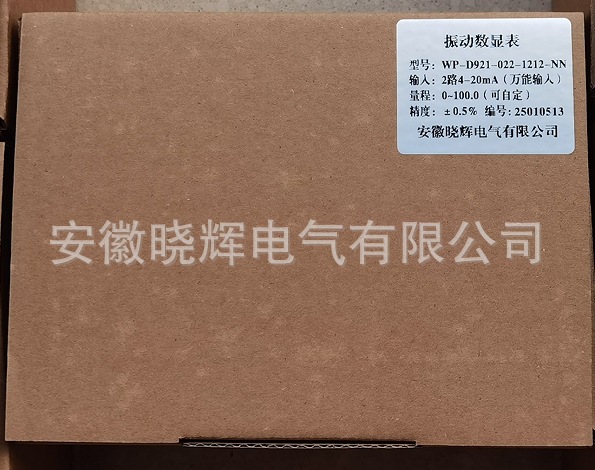 振动数显表
型号：WP-D921-022-1212-NN
输入：2路4-20mA（万能输入）
量程：0~100.0（可自定）
精度：±0.5% 编号：25010513
安徽晓辉电气有限公司
安徽晓辉电气有限公司